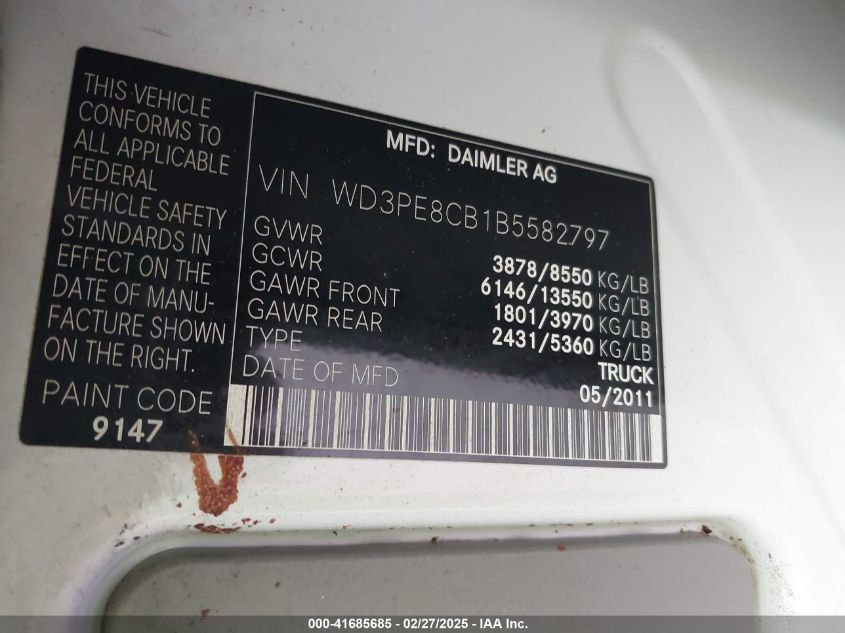 THIS VEHICLE
CONFORMS TO
ALL APPLICABLE
FEDERAL
VEHICLE SAFETY
STANDARDS IN
EFFECT ON THE
DATE OF MANU-
FACTURE SHOWN
ON THE RIGHT.
PAINT CODE
9147
MFD: DAIMLER AG
VIN WD3PE8CB1B5582797
GVWR 3878/8550 KG/LB
GCWR 6146/13550 KG/LB
GAWR FRONT 1801/3970 KG/LB
GAWR REAR 2431/5360 KG/LB
TYPE TRUCK
DATE OF MFD 05/2011
000-41685685 - 02/27/2025 - IAA Inc.